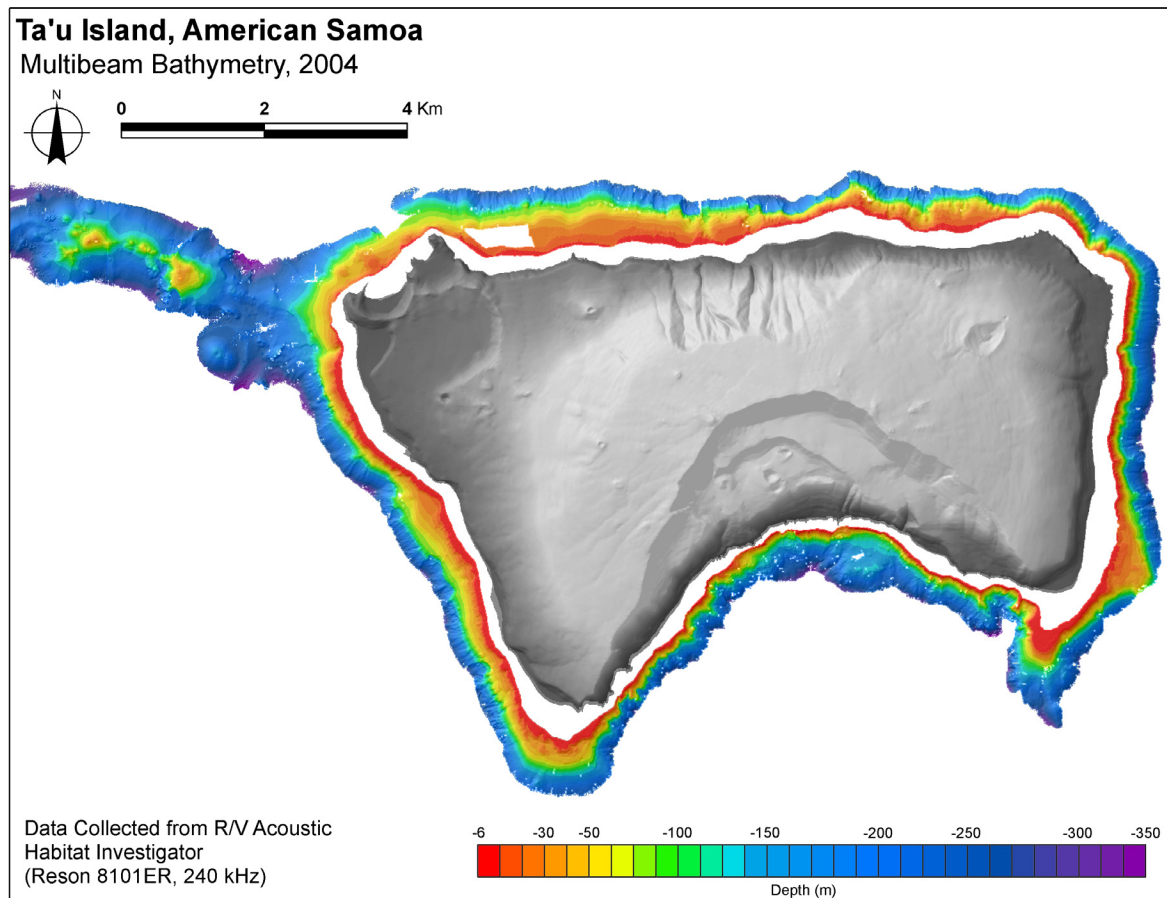 Ta'u Island, American Samoa
Multibeam Bathymetry, 2004
N
0 2 4 Km
Data Collected from R/V Acoustic
Habitat Investigator
(Reson 8101ER, 240 kHz)
-6 -30 -50 -100 -150 -200 -250 -300 -350
Depth (m)